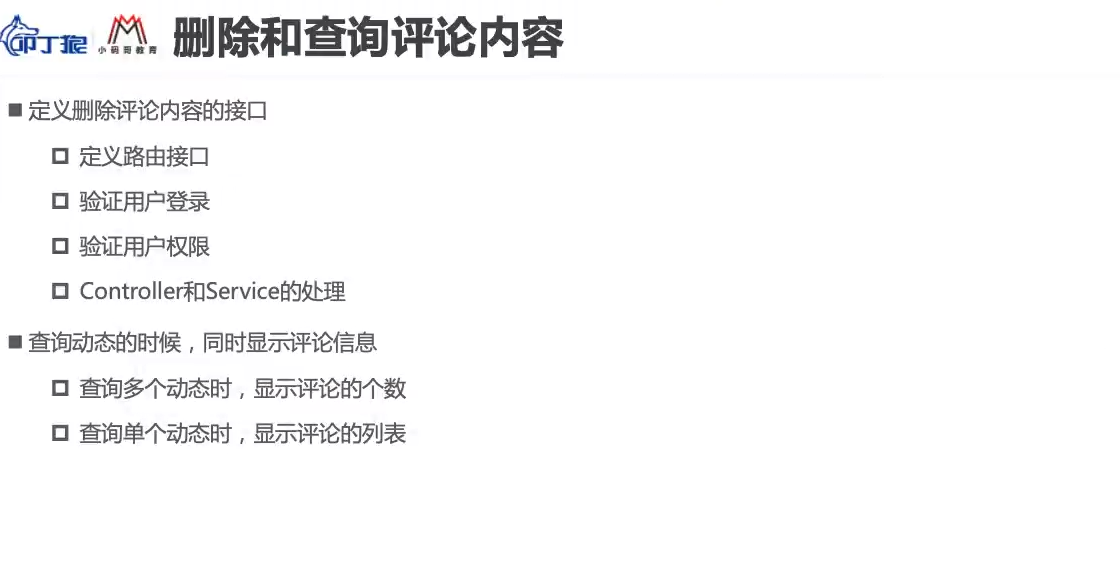 叩丁狼
小码哥教育
删除和查询评论内容
定义删除评论内容的接口
定义路由接口
验证用户登录
验证用户权限
Controller和Service的处理
查询动态的时候，同时显示评论信息
查询多个动态时，显示评论的个数
查询单个动态时，显示评论的列表